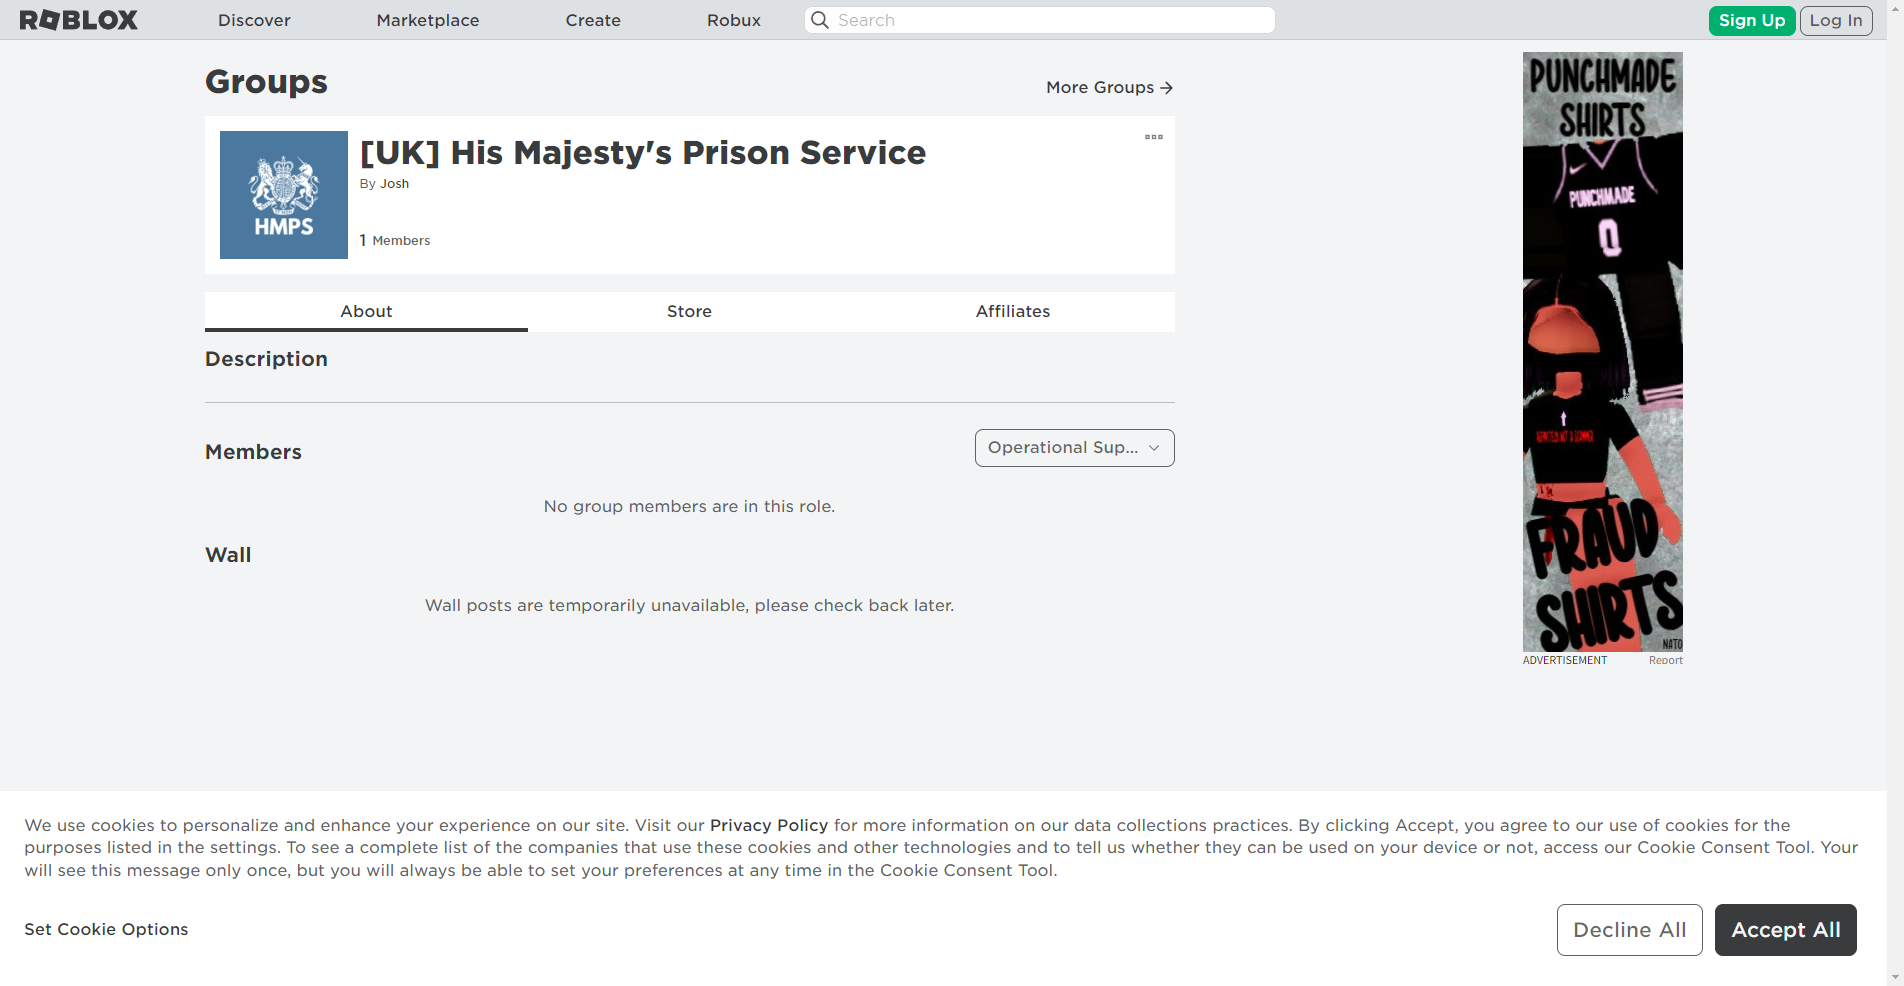 ROBLOX
Discover
Marketplace
Create
Robux
Search
Sign Up
Log In
Groups
More Groups
[UK] His Majesty's Prison Service
By Josh
HMPS
1 Members
About
Store
Affiliates
Description
Members
Operational Sup...
No group members are in this role.
Wall
Wall posts are temporarily unavailable, please check back later.
PUNCHMADE
SHIRTS
PUNCHMADE
0
FRAUD
SHIRTS
NATO
ADVERTISEMENT
Report
We use cookies to personalize and enhance your experience on our site. Visit our Privacy Policy for more information on our data collections practices. By clicking Accept, you agree to our use of cookies for the
purposes listed in the settings. To see a complete list of the companies that use these cookies and other technologies and to tell us whether they can be used on your device or not, access our Cookie Consent Tool. Your
will see this message only once, but you will always be able to set your preferences at any time in the Cookie Consent Tool.
Set Cookie Options
Decline All
Accept All